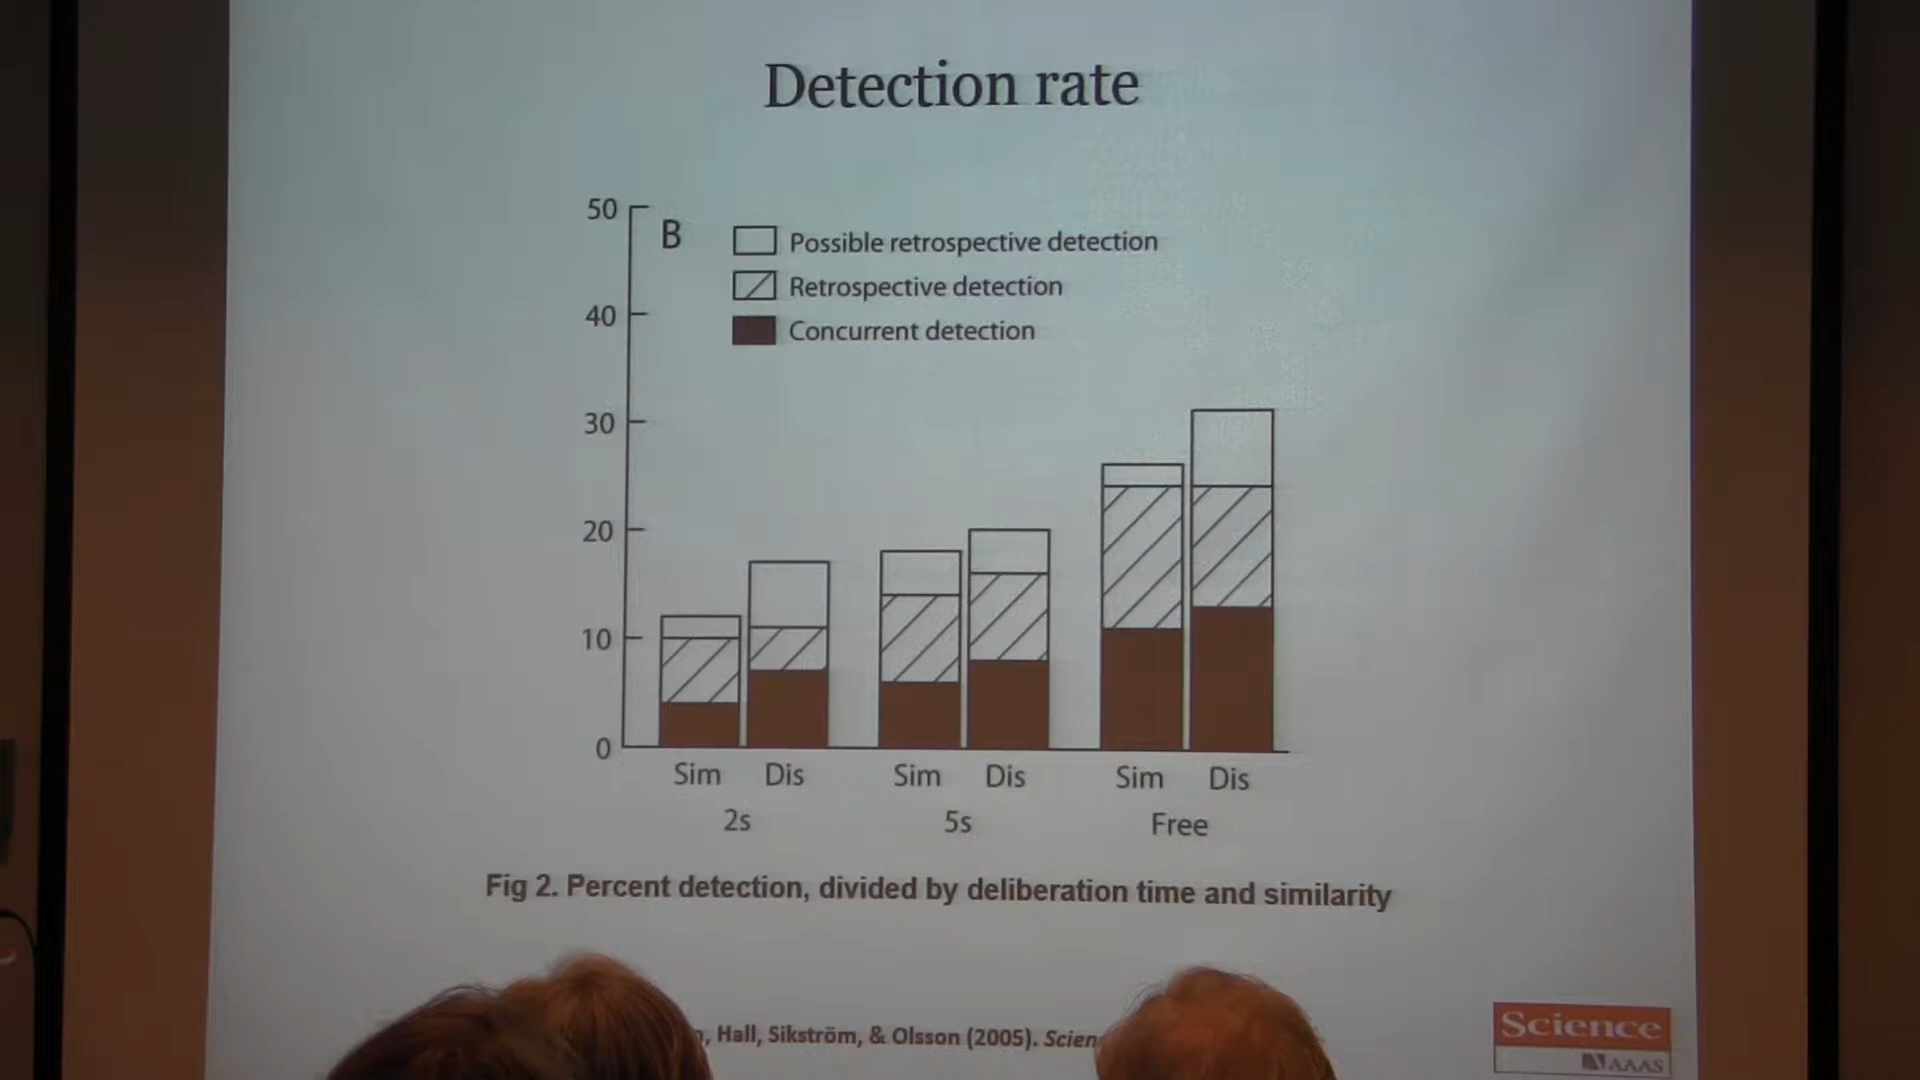 Detection rate
50
B
Possible retrospective detection
Retrospective detection
40
Concurrent detection
30
20
10
0
Sim Dis Sim Dis Sim Dis
2s 5s Free
Fig 2. Percent detection, divided by deliberation time and similarity
, Hall, Sikström, & Olsson (2005).
Science
AAAS